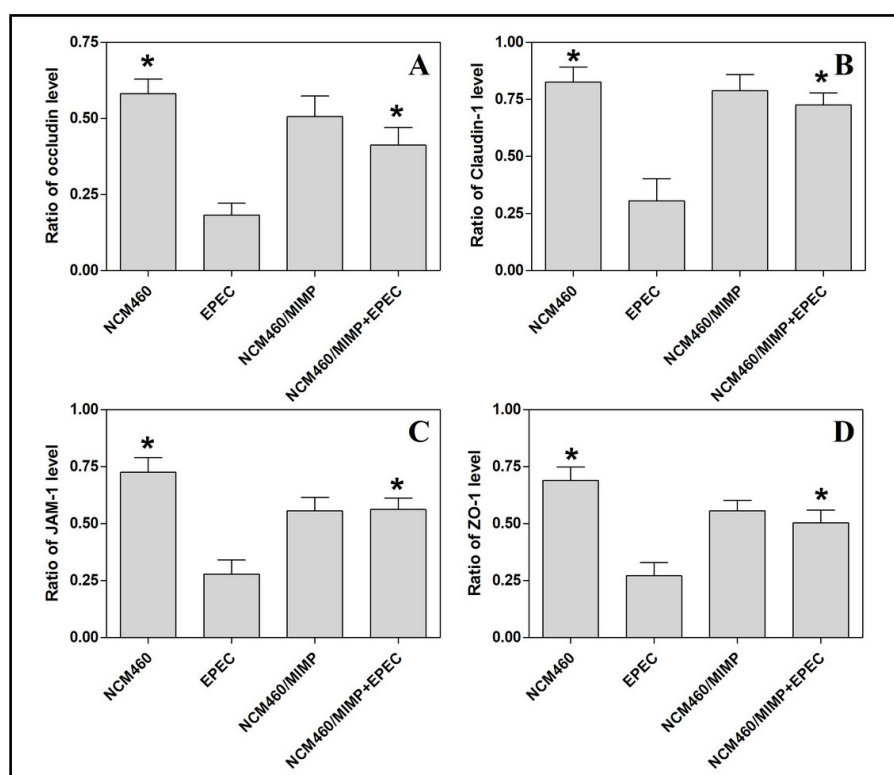 A
Ratio of occludin level
0.75
0.50
0.25
0.00
*
*
NCM460
EPEC
NCM460/MIMP
NCM460/MIMP+EPEC
B
Ratio of Claudin-1 level
1.00
0.75
0.50
0.25
0.00
*
*
NCM460
EPEC
NCM460/MIMP
NCM460/MIMP+EPEC
C
Ratio of JAM-1 level
1.00
0.75
0.50
0.25
0.00
*
*
NCM460
EPEC
NCM460/MIMP
NCM460/MIMP+EPEC
D
Ratio of ZO-1 level
1.00
0.75
0.50
0.25
0.00
*
*
NCM460
EPEC
NCM460/MIMP
NCM460/MIMP+EPEC